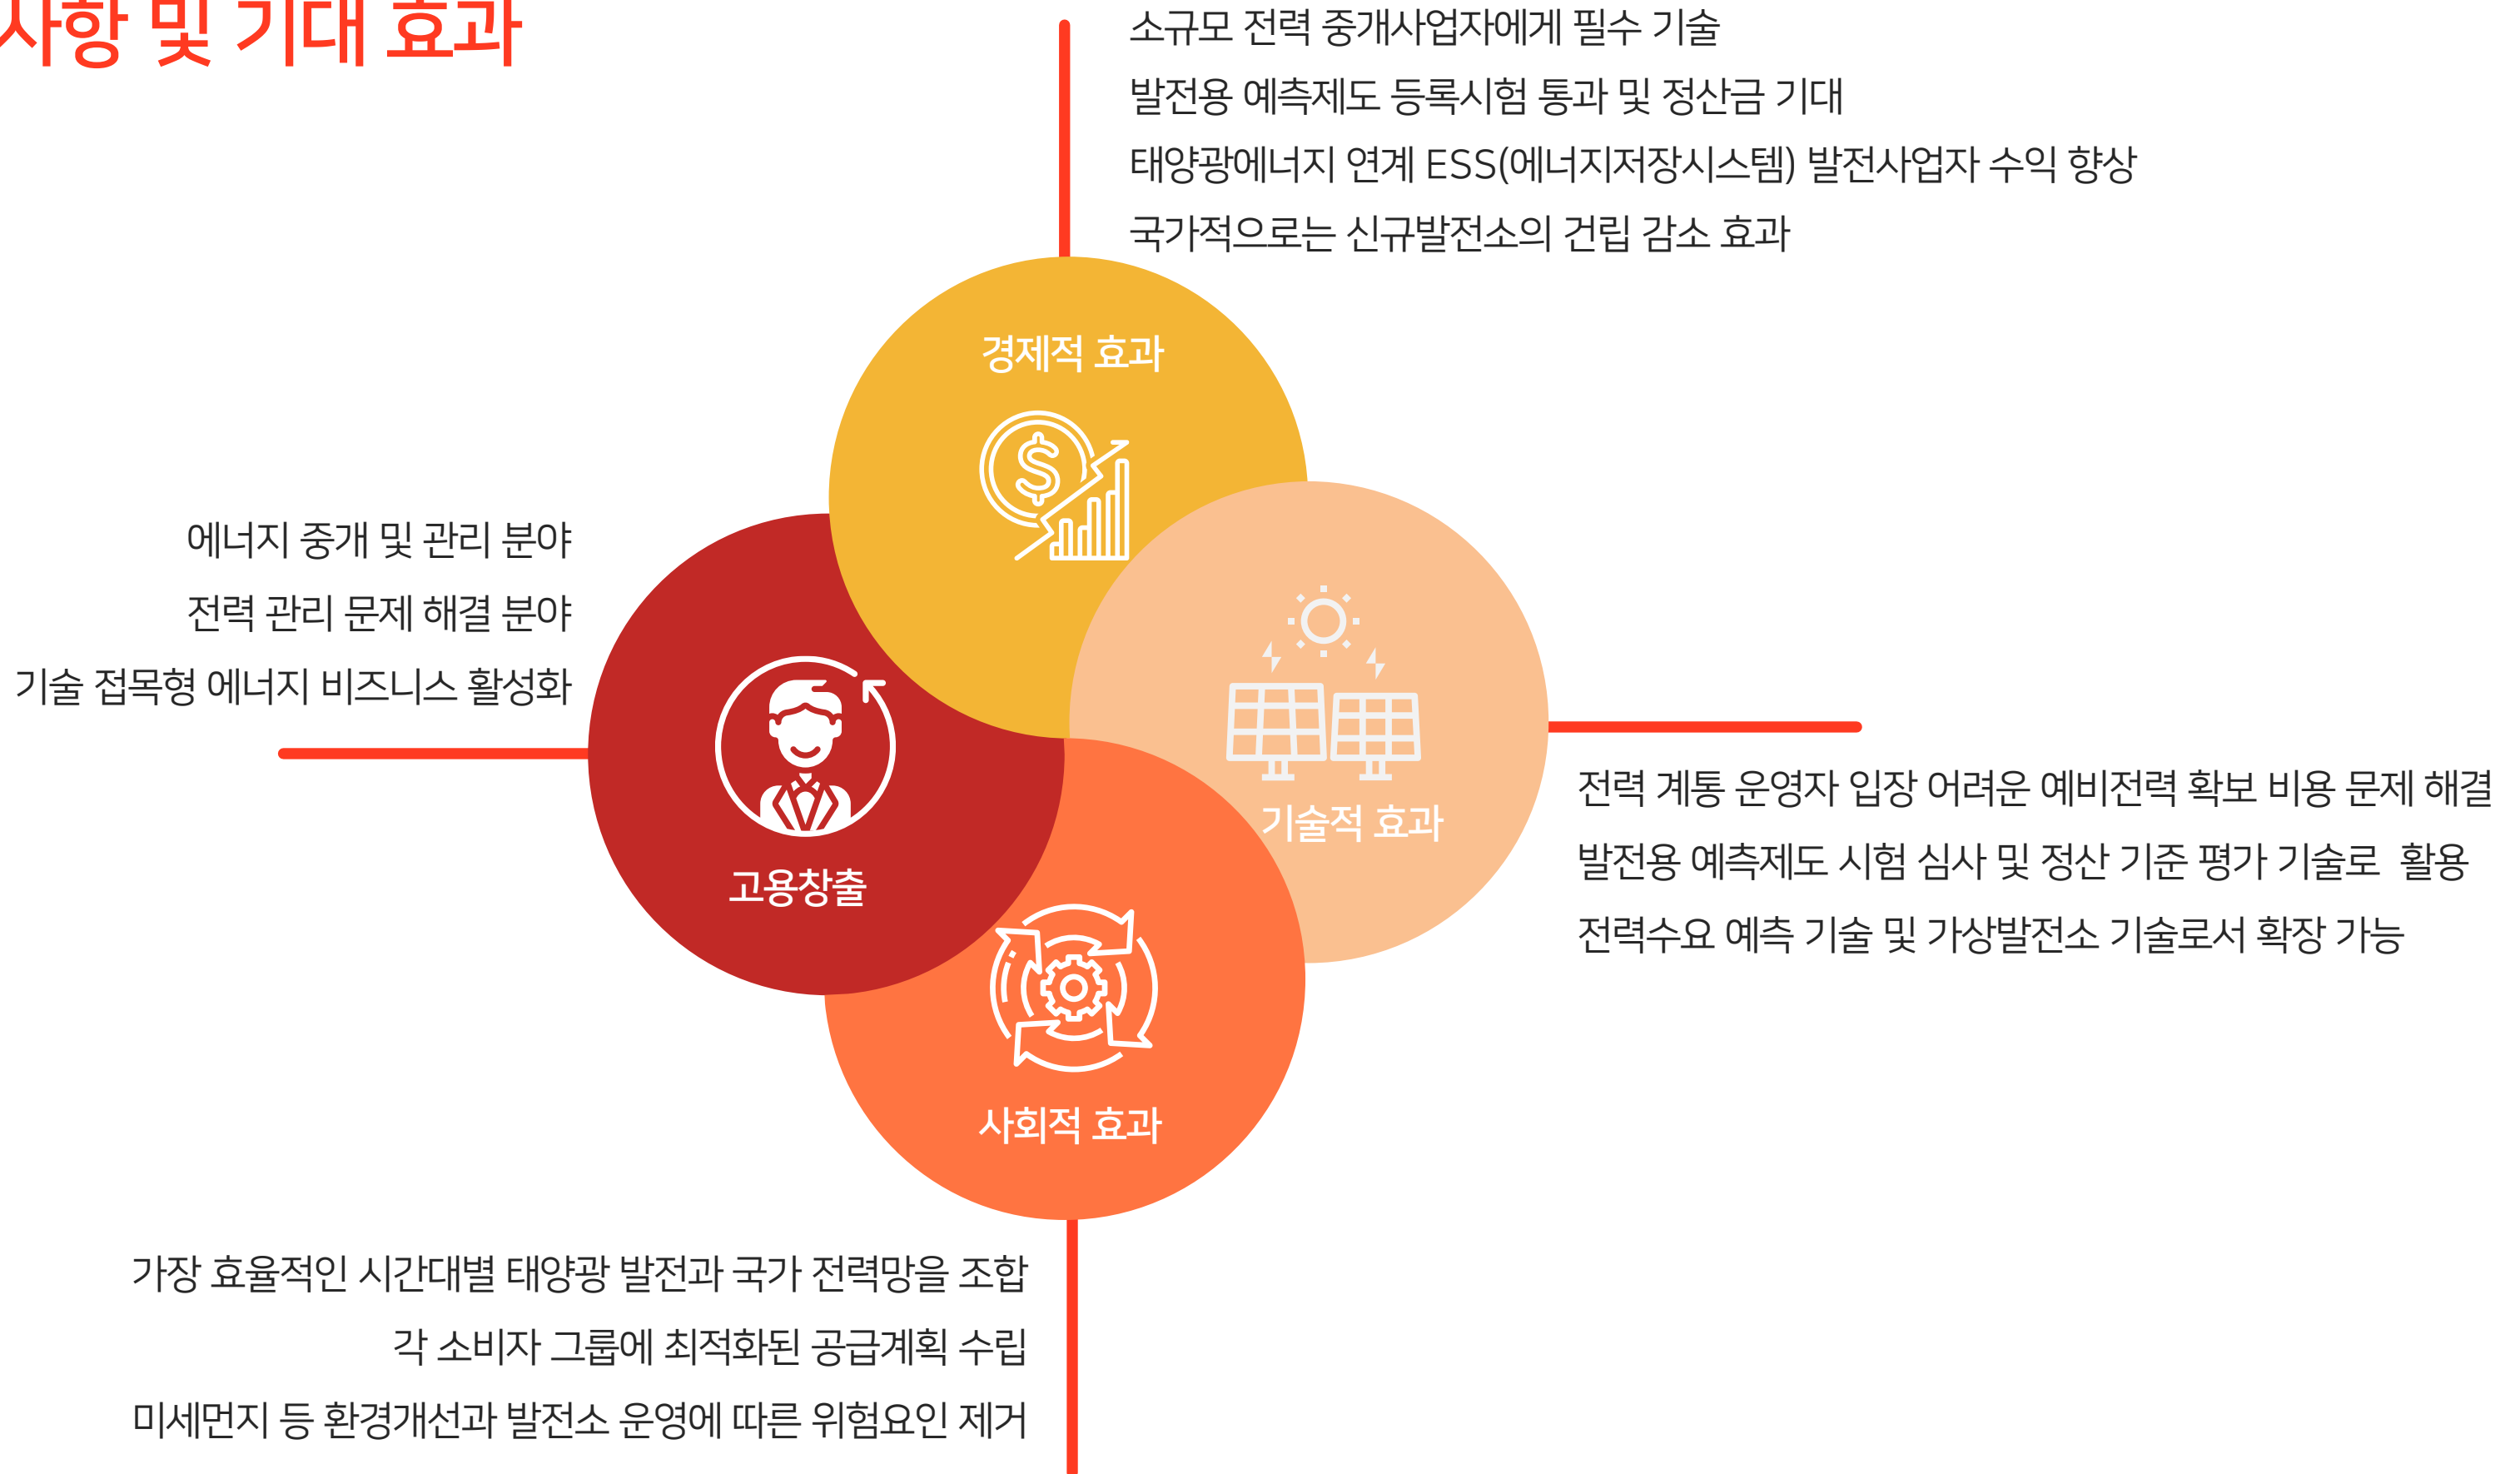 사항 및 기대 효과
소규모 전력 중개사업자에게 필수 기술
발전용 예측제도 등록시험 통과 및 정산금 기대
태양광에너지 연계 ESS(에너지저장시스템) 발전사업자 수익 향상
국가적으로는 신규발전소의 건립 감소 효과
경제적 효과
$
에너지 중개 및 관리 분야
전력 관리 문제 해결 분야
기술 접목형 에너지 비즈니스 활성화
고용창출
기술적 효과
전력 계통 운영자 입장 어려운 예비전력 확보 비용 문제 해결
발전용 예측제도 시험 심사 및 정산 기준 평가 기술로 활용
전력수요 예측 기술 및 가상발전소 기술로서 확장 가능
사회적 효과
가장 효율적인 시간대별 태양광 발전과 국가 전력망을 조합
각 소비자 그룹에 최적화된 공급계획 수립
미세먼지 등 환경개선과 발전소 운영에 따른 위험요인 제거